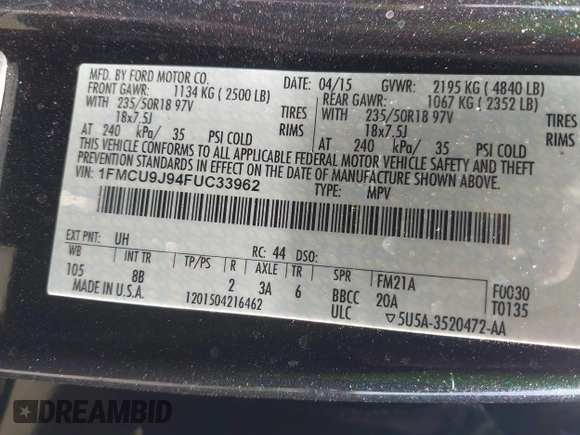 MFD. BY FORD MOTOR CO.
DATE: 04/15 GVWR: 2195 KG ( 4840 LB)
FRONT GAWR: 1134 KG ( 2500 LB) REAR GAWR: 1067 KG ( 2352 LB)
WITH 235/50R18 97V TIRES WITH 235/50R18 97V TIRES
18x7.5J RIMS 18x7.5J RIMS
AT 240 kPa/ 35 PSI COLD AT 240 kPa/ 35 PSI COLD
THIS VEHICLE CONFORMS TO ALL APPLICABLE FEDERAL MOTOR VEHICLE SAFETY AND THEFT
PREVENTION STANDARDS IN EFFECT ON THE DATE OF MANUFACTURE SHOWN ABOVE.
VIN: 1FMCU9J94FUC33962
TYPE: MPV
EXT PNT: UH RC: 44 DSO:
WB INT TR TP/PS R AXLE TR SPR FM21A F0030
105 8B 2 3A 6 BBCC 20A T0135
MADE IN U.S.A. 1201504216462 ULC ▽5U5A-3520472-AA
DREAMBID